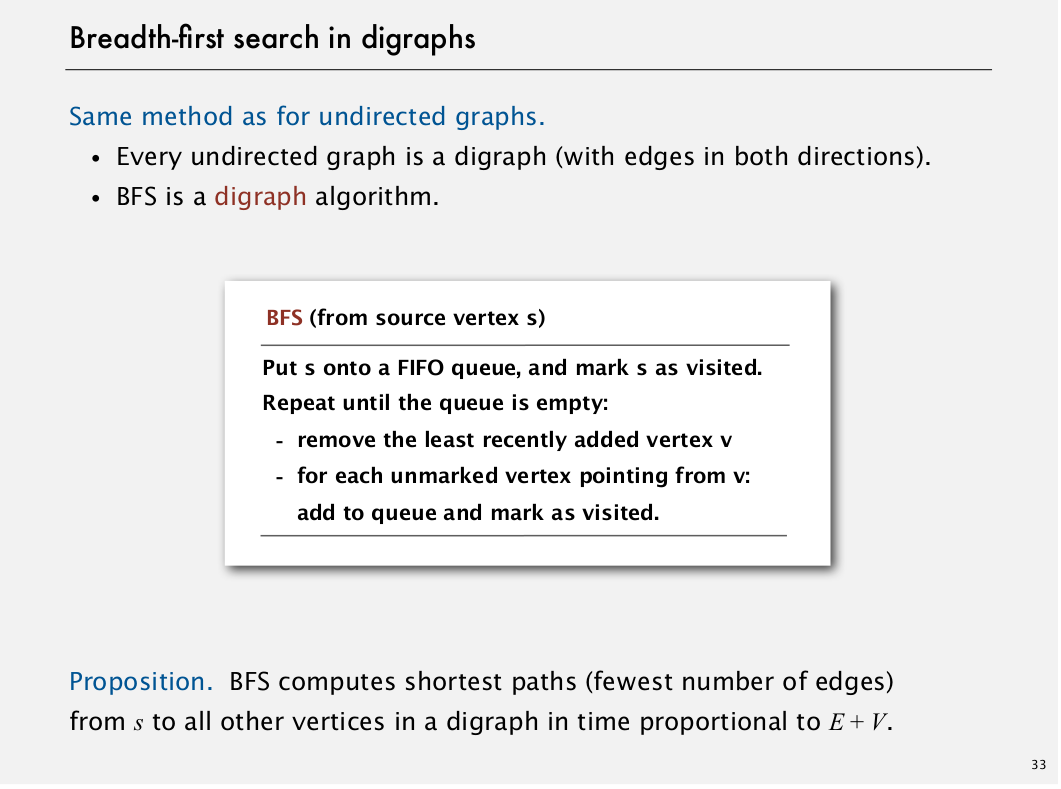 Breadth-first search in digraphs
Same method as for undirected graphs.
• Every undirected graph is a digraph (with edges in both directions).
• BFS is a digraph algorithm.
BFS (from source vertex s)
Put s onto a FIFO queue, and mark s as visited.
Repeat until the queue is empty:
- remove the least recently added vertex v
- for each unmarked vertex pointing from v:
add to queue and mark as visited.
Proposition. BFS computes shortest paths (fewest number of edges)
from s to all other vertices in a digraph in time proportional to E + V.
33